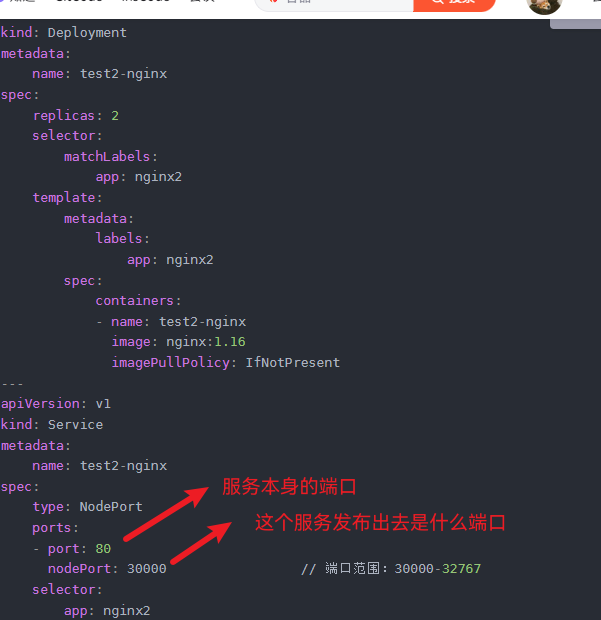 搜索
kind: Deployment
metadata:
    name: test2-nginx
spec:
    replicas: 2
    selector:
        matchLabels:
            app: nginx2
    template:
        metadata:
            labels:
                app: nginx2
        spec:
            containers:
            - name: test2-nginx
              image: nginx:1.16
              imagePullPolicy: IfNotPresent
---
apiVersion: v1
kind: Service
metadata:
    name: test2-nginx
spec:
服务本身的端口
    type: NodePort
    ports:
这个服务发布出去是什么端口
    - port: 80
      nodePort: 30000                 // 端口范围：30000-32767
    selector:
        app: nginx2